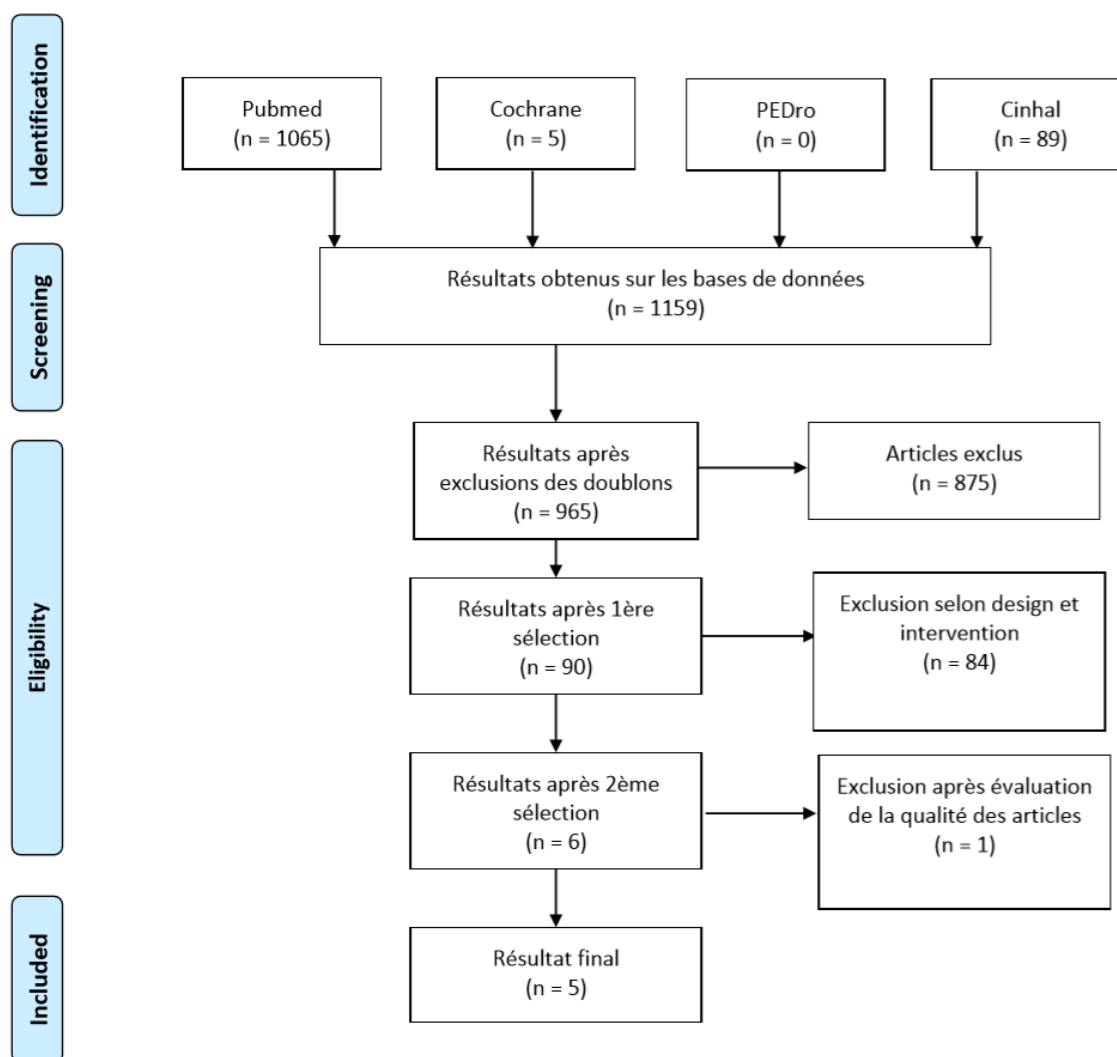 Identification
Pubmed
(n = 1065)
Cochrane
(n = 5)
PEDro
(n = 0)
Cinhal
(n = 89)
Screening
Résultats obtenus sur les bases de données
(n = 1159)
Eligibility
Résultats après
exclusions des doublons
(n = 965)
Articles exclus
(n = 875)
Résultats après 1ère
sélection
(n = 90)
Exclusion selon design et
intervention
(n = 84)
Résultats après 2ème
sélection
(n = 6)
Exclusion après évaluation
de la qualité des articles
(n = 1)
Included
Résultat final
(n = 5)